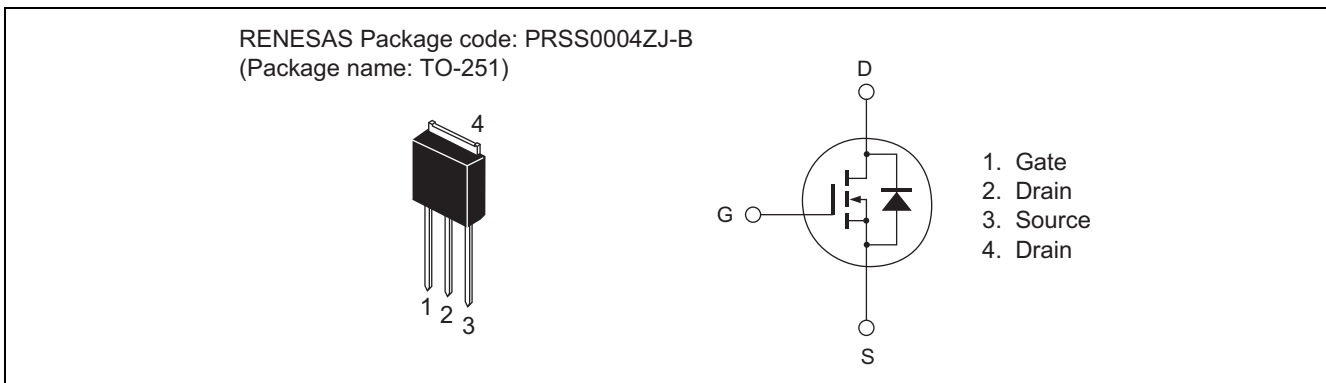 RENESAS Package code: PRSS0004ZJ-B
(Package name: TO-251)
4
1
2
3
D
G
S
1. Gate
2. Drain
3. Source
4. Drain